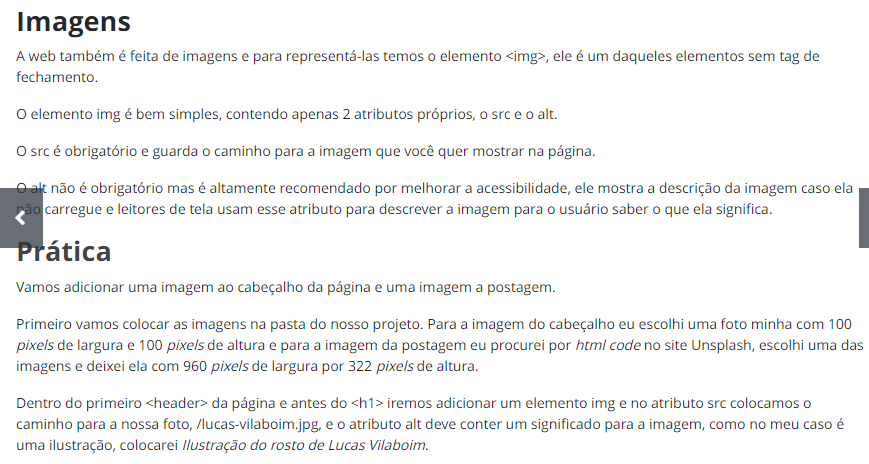 Imagens
A web também é feita de imagens e para representá-las temos o elemento <img>, ele é um daqueles elementos sem tag de
fechamento.
O elemento img é bem simples, contendo apenas 2 atributos próprios, o src e o alt.
O src é obrigatório e guarda o caminho para a imagem que você quer mostrar na página.
O alt não é obrigatório mas é altamente recomendado por melhorar a acessibilidade, ele mostra a descrição da imagem caso ela
não carregue e leitores de tela usam esse atributo para descrever a imagem para o usuário saber o que ela significa.
Prática
Vamos adicionar uma imagem ao cabeçalho da página e uma imagem a postagem.
Primeiro vamos colocar as imagens na pasta do nosso projeto. Para a imagem do cabeçalho eu escolhi uma foto minha com 100
pixels de largura e 100 pixels de altura e para a imagem da postagem eu procurei por html code no site Unsplash, escolhi uma das
imagens e deixei ela com 960 pixels de largura por 322 pixels de altura.
Dentro do primeiro <header> da página e antes do <h1> iremos adicionar um elemento img e no atributo src colocamos o
caminho para a nossa foto, /lucas-vilaboim.jpg, e o atributo alt deve conter um significado para a imagem, como no meu caso é
uma ilustração, colocarei Ilustração do rosto de Lucas Vilaboim.